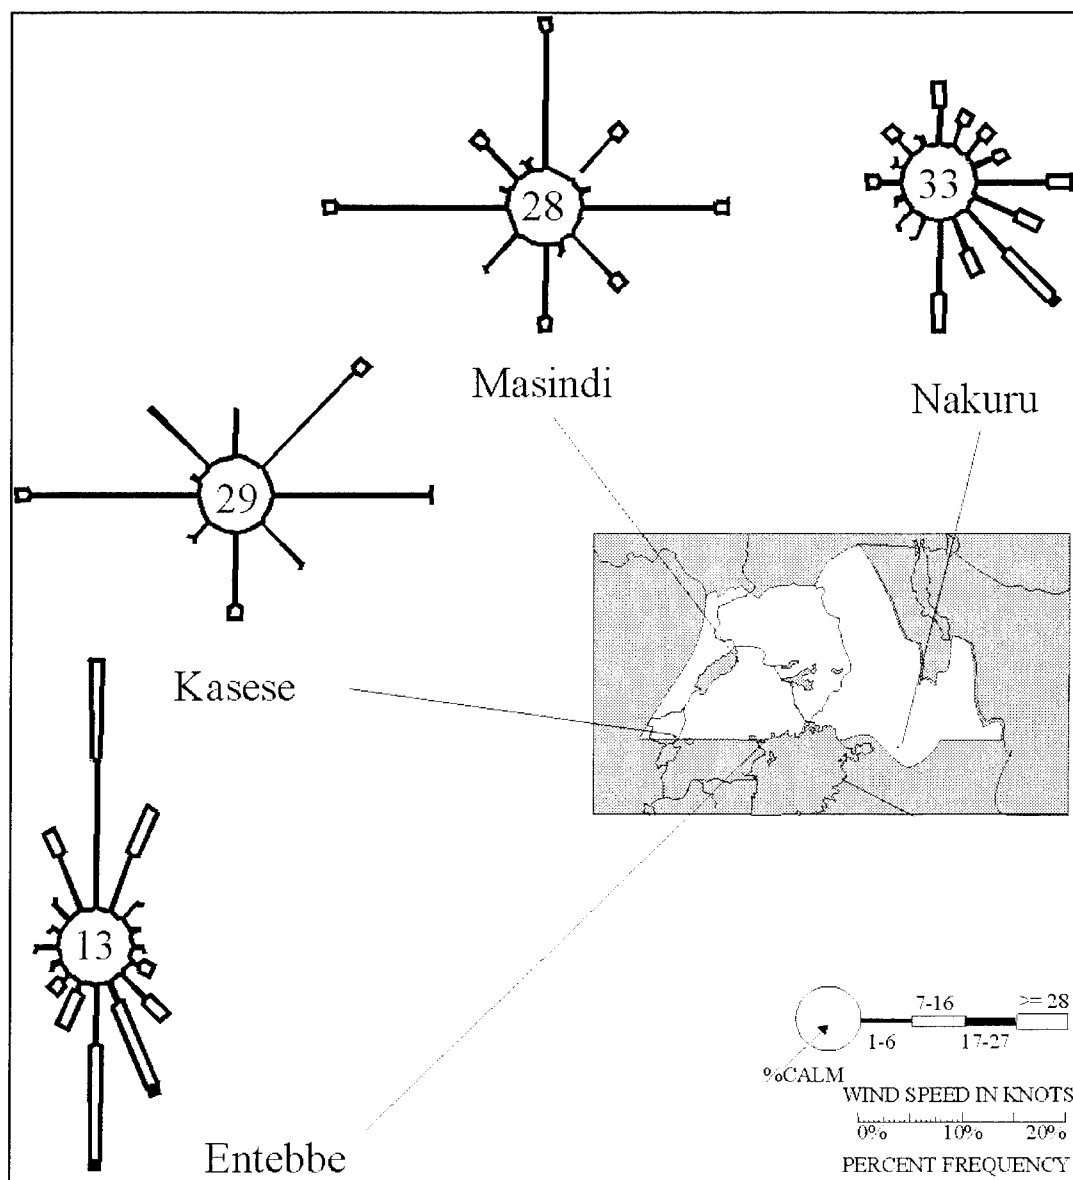 28
33
Masindi
Nakuru
29
Kasese
13
7-16
>= 28
1-6
17-27
%CALM
WIND SPEED IN KNOTS
0% 10% 20%
PERCENT FREQUENCY
Entebbe